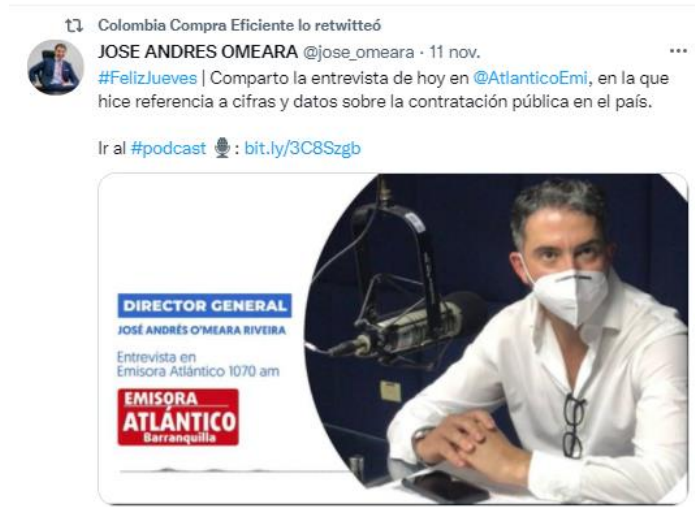 Colombia Compra Eficiente lo retwitteó
JOSE ANDRES OMEARA @jose_omeara · 11 nov.
#FelizJueves | Comparto la entrevista de hoy en @AtlanticoEmi, en la que
hice referencia a cifras y datos sobre la contratación pública en el país.
Ir al #podcast 🎙: bit.ly/3C8Szgb
DIRECTOR GENERAL
JOSÉ ANDRÉS O'MEARA RIVEIRA
Entrevista en
Emisora Atlántico 1070 am
EMISORA
ATLÁNTICO
Barranquilla